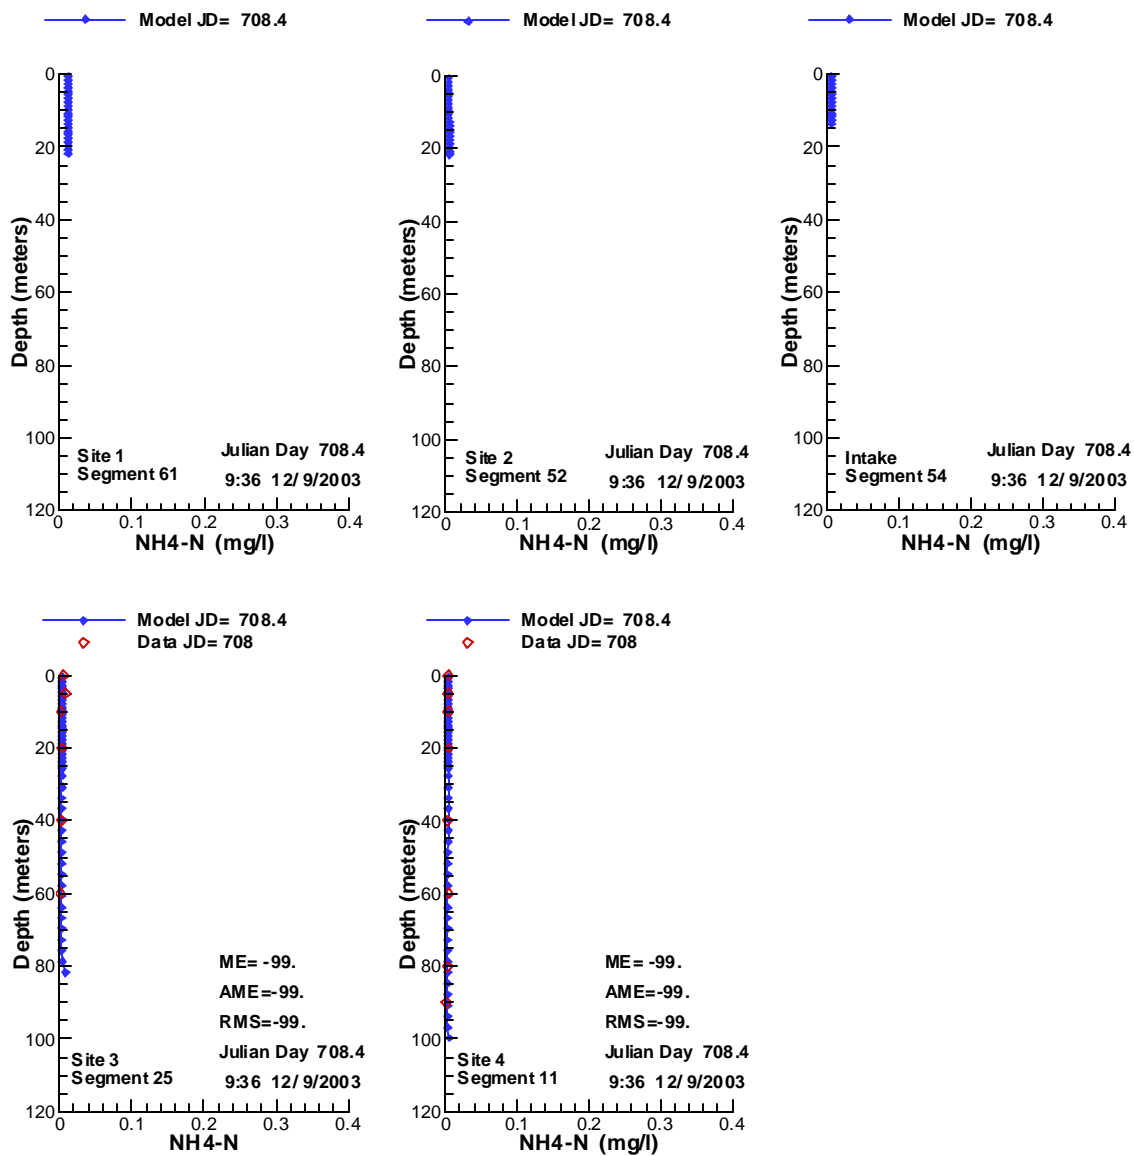 Model JD= 708.4
0
20
40
60
80
100
120
Depth (meters)
Site 1
Segment 61
Julian Day 708.4
9:36 12/ 9/2003
0 0.1 0.2 0.3 0.4
NH4-N (mg/l)
Model JD= 708.4
0
20
40
60
80
100
120
Depth (meters)
Site 2
Segment 52
Julian Day 708.4
9:36 12/ 9/2003
0 0.1 0.2 0.3 0.4
NH4-N (mg/l)
Model JD= 708.4
0
20
40
60
80
100
120
Depth (meters)
Intake
Segment 54
Julian Day 708.4
9:36 12/ 9/2003
0 0.1 0.2 0.3 0.4
NH4-N (mg/l)
Model JD= 708.4
Data JD= 708
0
20
40
60
80
100
120
Depth (meters)
ME= -99.
AME=-99.
RMS=-99.
Site 3
Segment 25
Julian Day 708.4
9:36 12/ 9/2003
0 0.1 0.2 0.3 0.4
NH4-N
Model JD= 708.4
Data JD= 708
0
20
40
60
80
100
120
Depth (meters)
ME= -99.
AME=-99.
RMS=-99.
Site 4
Segment 11
Julian Day 708.4
9:36 12/ 9/2003
0 0.1 0.2 0.3 0.4
NH4-N (mg/l)